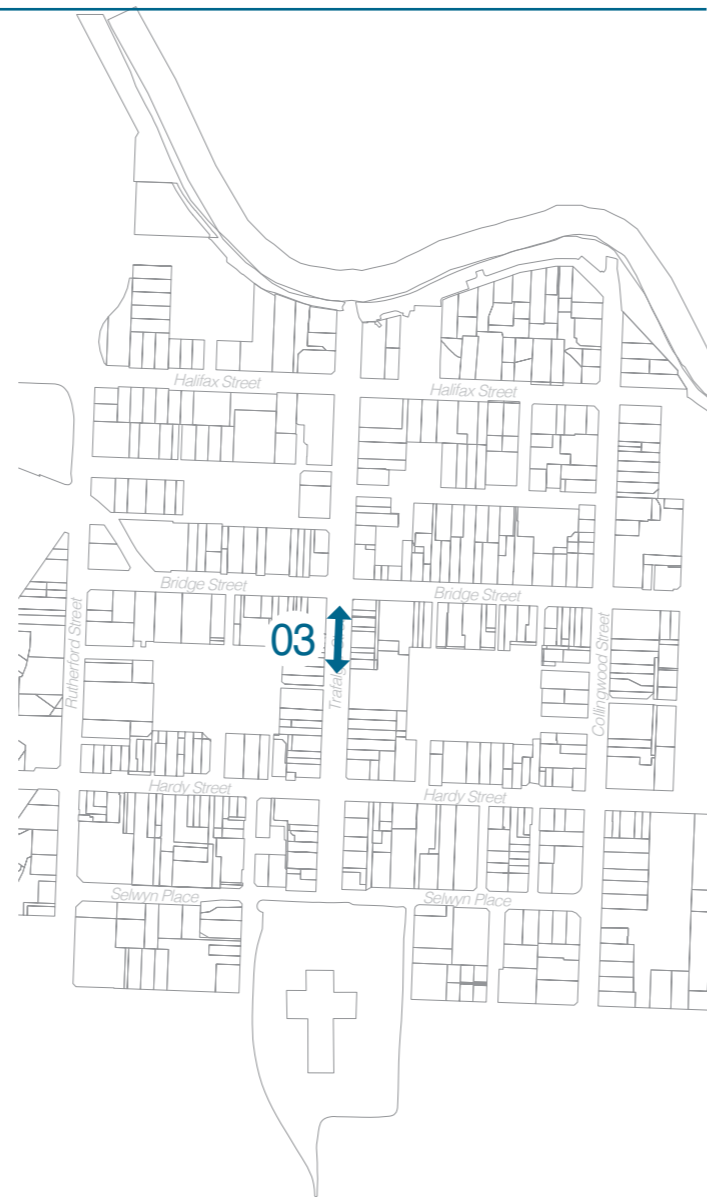 Halifax Street
Halifax Street
Bridge Street
Bridge Street
Rutherford Street
03
Collingwood Street
Hardy Street
Hardy Street
Selwyn Place
Selwyn Place